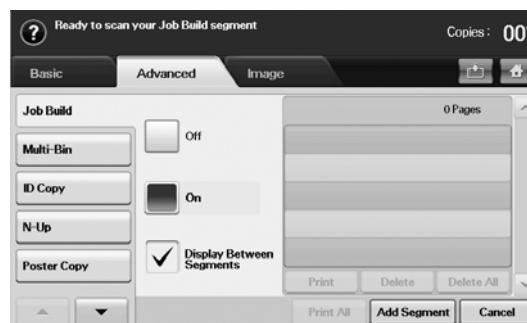 ?
Ready to scan your Job Build segment
Copies: 00
Basic
Advanced
Image
Job Build
Multi-Bin
ID Copy
N-Up
Poster Copy
Off
On
Display Between
Segments
0 Pages
Print Delete Delete All
Print All Add Segment Cancel